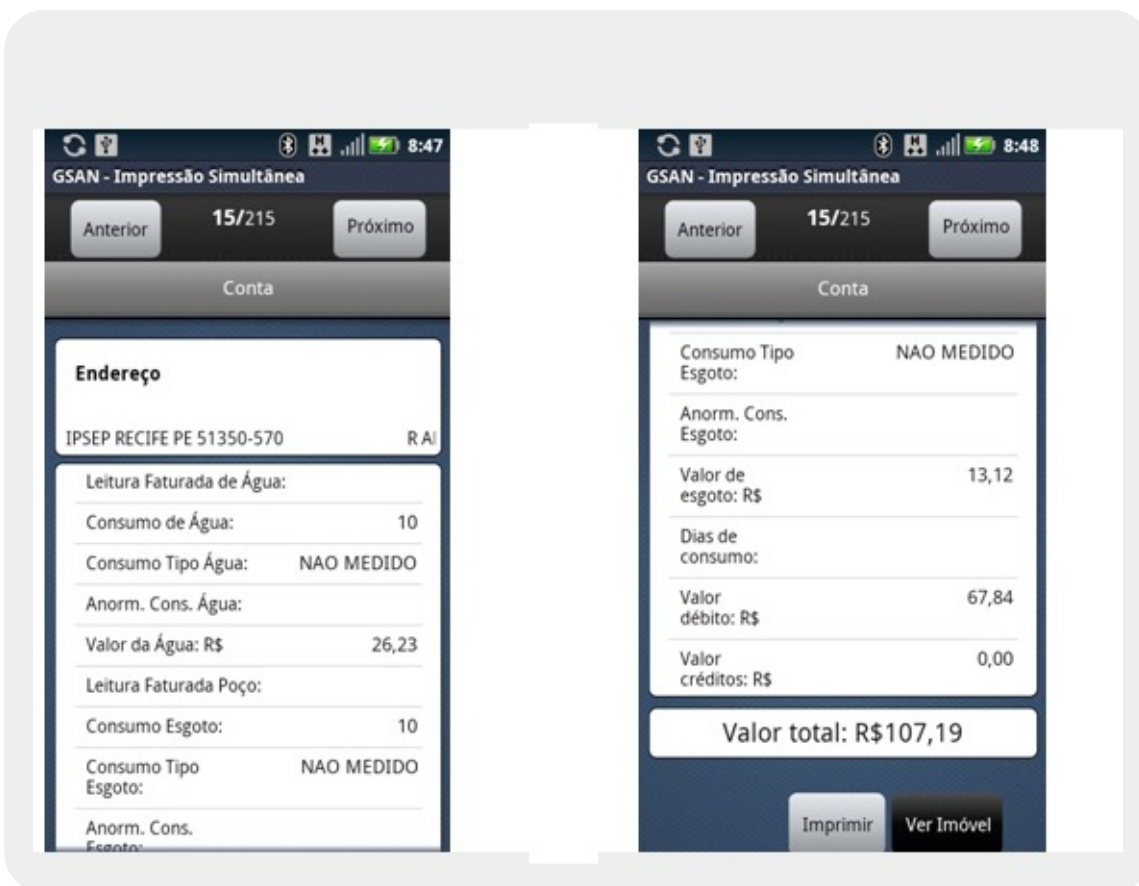 8:47
GSAN - Impressão Simultânea
Anterior 15/215 Próximo
Conta
Endereço
IPSEP RECIFE PE 51350-570 R
Leitura Faturada de Água:
Consumo de Água: 10
Consumo Tipo Água: NAO MEDIDO
Anorm. Cons. Água:
Valor da Água: R$ 26,23
Leitura Faturada Poço:
Consumo Esgoto: 10
Consumo Tipo NAO MEDIDO
Esgoto:
Anorm. Cons.
Esgoto:
8:48
GSAN - Impressão Simultânea
Anterior 15/215 Próximo
Conta
Consumo Tipo NAO MEDIDO
Esgoto:
Anorm. Cons.
Esgoto:
Valor de 13,12
esgoto: R$
Dias de
consumo:
Valor 67,84
débito: R$
Valor 0,00
créditos: R$
Valor total: R$107,19
Imprimir Ver Imóvel